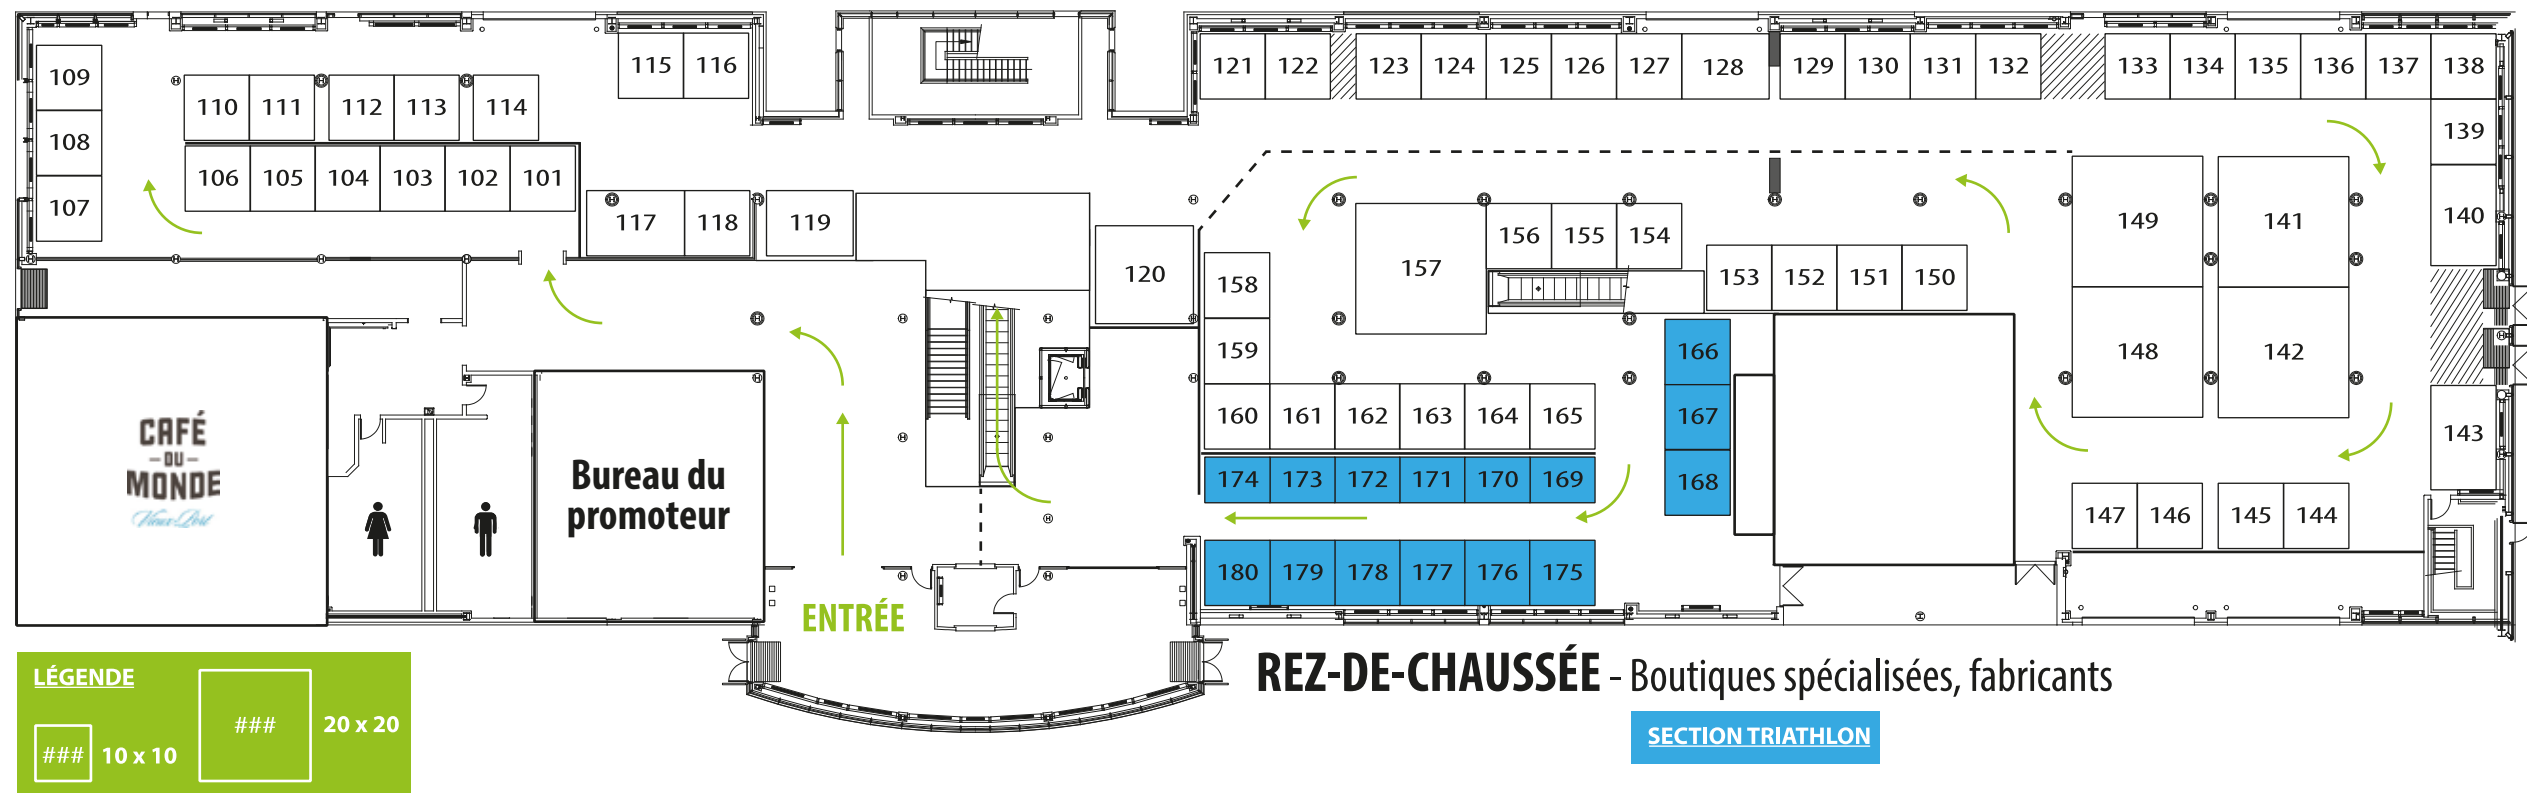 109
108
107
110 111 112 113 114
106 105 104 103 102 101
115 116
117 118 119
120
121 122 123 124 125 126 127 128 129 130 131 132 133 134 135 136 137 138
139
140
149 141
148 142
143
147 146 145 144
156 155 154
157
153 152 151 150
158
159
160 161 162 163 164 165
166
167
168
174 173 172 171 170 169
180 179 178 177 176 175
CAFÉ
DU
MONDE
Vieux-Port
Bureau du
promoteur
ENTRÉE
REZ-DE-CHAUSSÉE - Boutiques spécialisées, fabricants
SECTION TRIATHLON
LÉGENDE
### 10 x 10
### 20 x 20